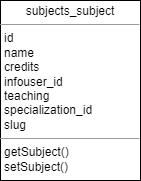 subjects_subject
id
name
credits
infouser_id
teaching
specialization_id
slug
getSubject()
setSubject()